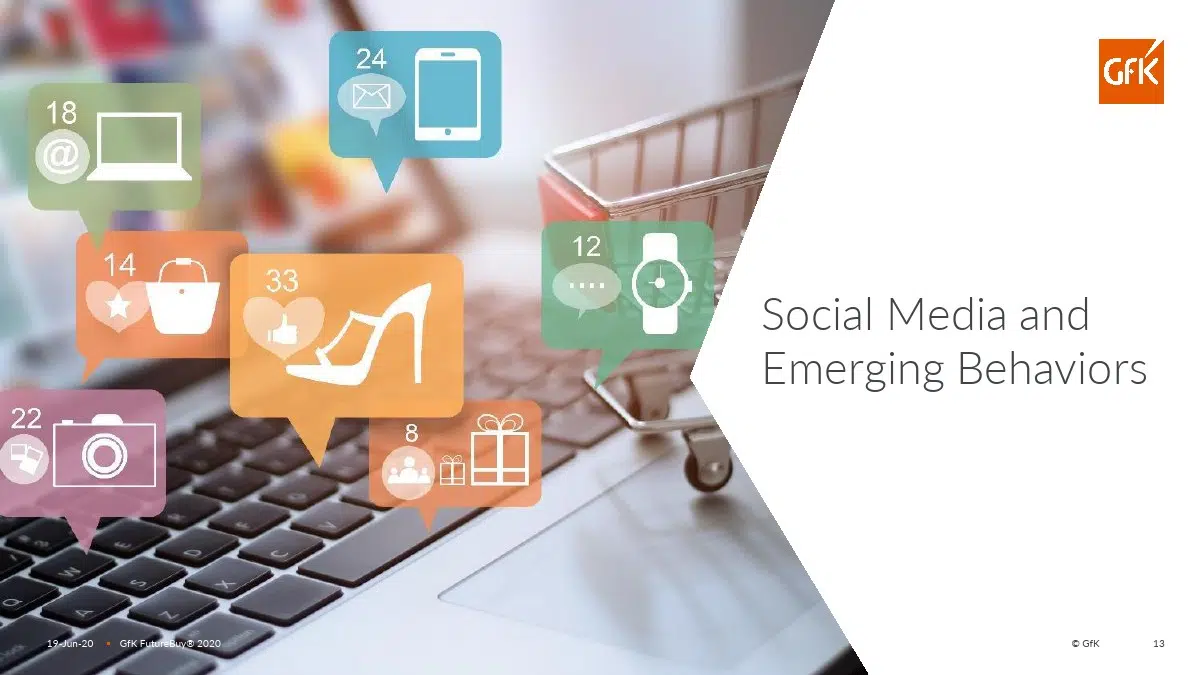 GfK
24
18
@
14
33
12
Social Media and
Emerging Behaviors
22
8
19-Jun-20 • GfK FutureBuy® 2020
© GfK
13